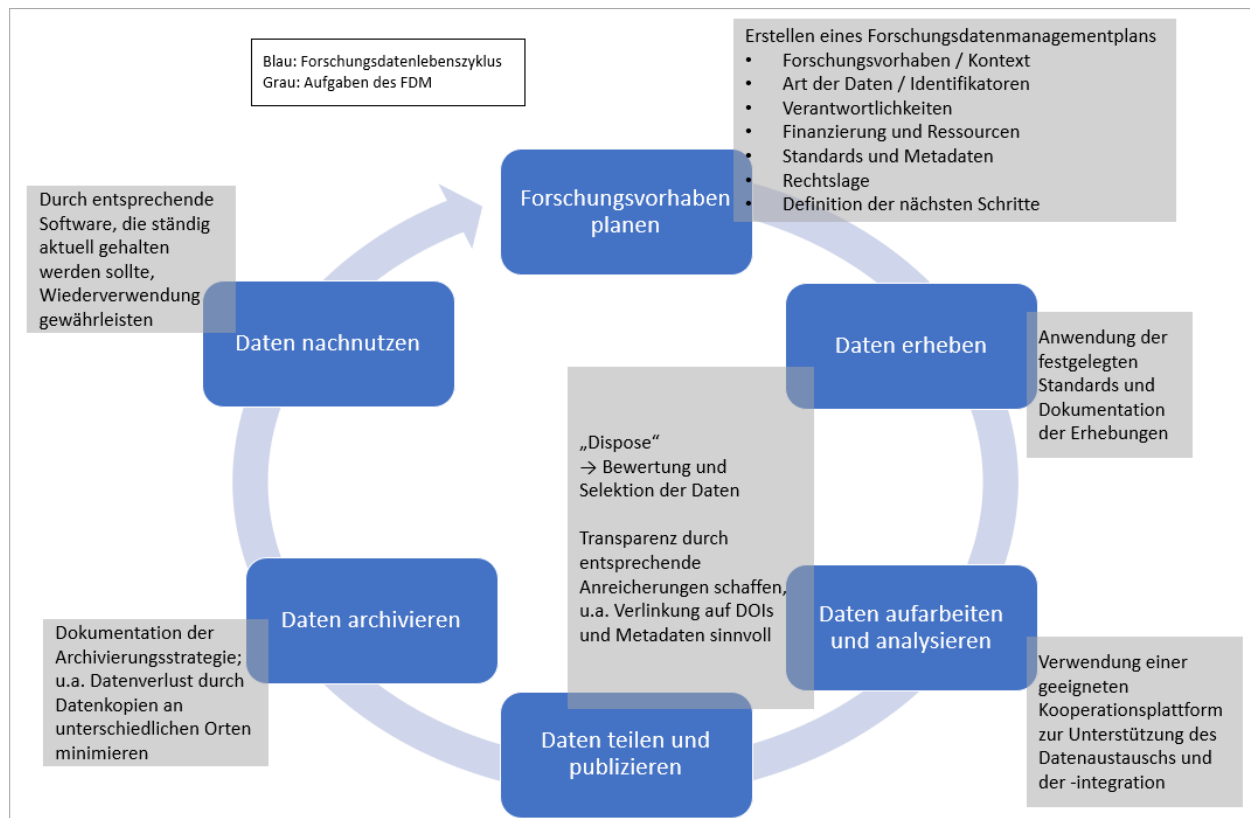 Blau: Forschungsdatenlebenszyklus
Grau: Aufgaben des FDM
Erstellen eines Forschungsdatenmanagementplans
• Forschungsvorhaben / Kontext
• Art der Daten / Identifikatoren
• Verantwortlichkeiten
• Finanzierung und Ressourcen
• Standards und Metadaten
• Rechtslage
• Definition der nächsten Schritte
Forschungsvorhaben
planen
Daten erheben
Anwendung der
festgelegten
Standards und
Dokumentation
der Erhebungen
Daten aufarbeiten
und analysieren
Verwendung einer
geeigneten
Kooperationsplattform
zur Unterstützung des
Datenaustauschs und
der -integration
„Dispose“
→ Bewertung und
Selektion der Daten
Transparenz durch
entsprechende
Anreicherungen schaffen,
u.a. Verlinkung auf DOIs
und Metadaten sinnvoll
Daten teilen und
publizieren
Daten archivieren
Dokumentation der
Archivierungsstrategie;
u.a. Datenverlust durch
Datenkopien an
unterschiedlichen Orten
minimieren
Daten nachnutzen
Durch entsprechende
Software, die ständig
aktuell gehalten
werden sollte,
Wiederverwendung
gewährleisten